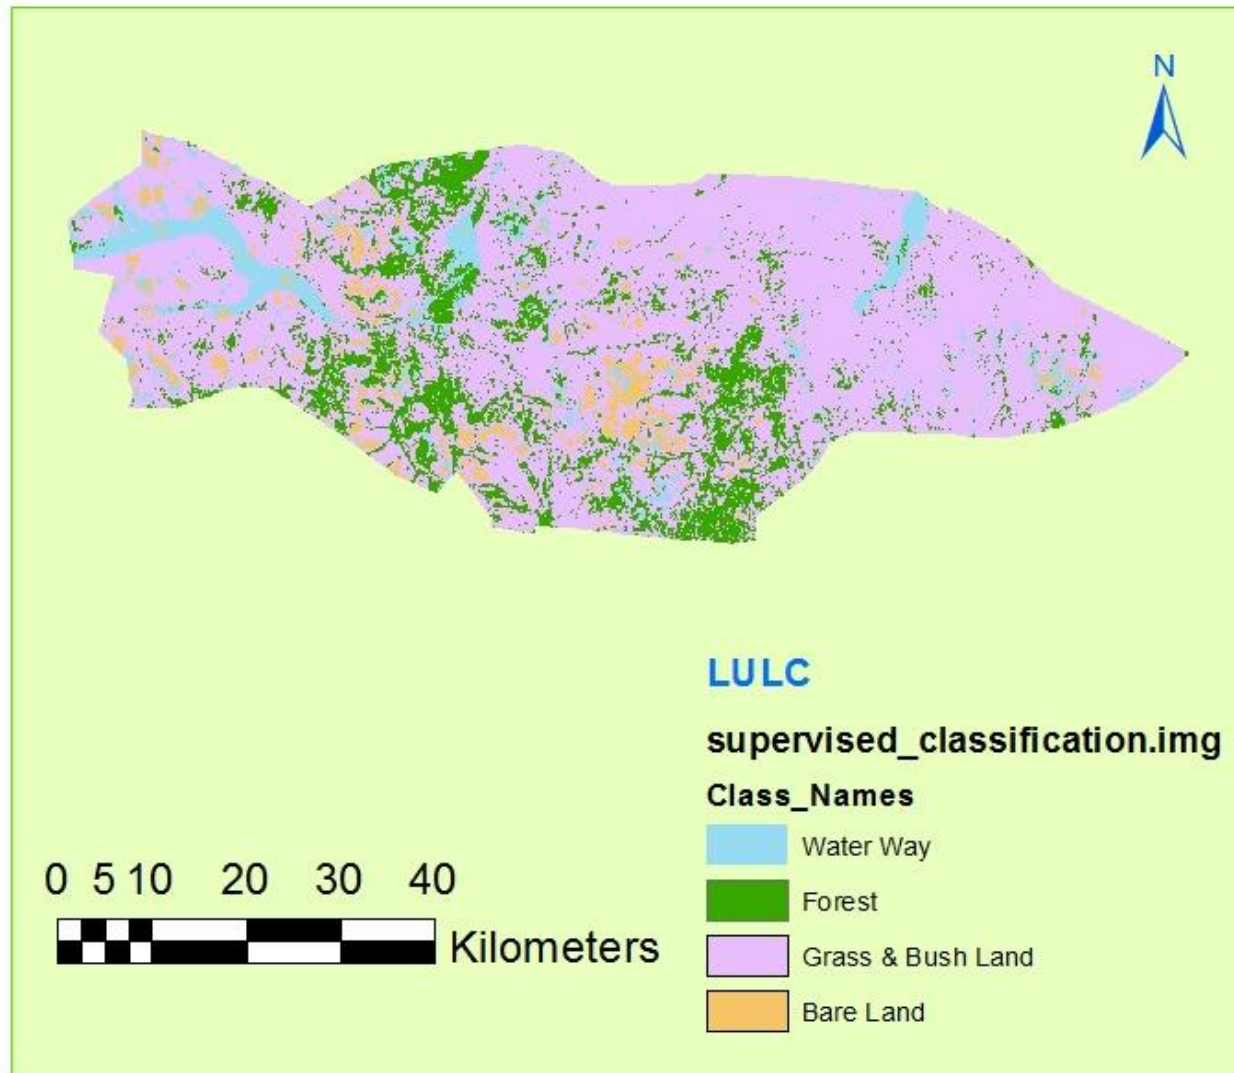 N
LULC
supervised_classification.img
Class_Names
Water Way
Forest
Grass & Bush Land
Bare Land
0 5 10 20 30 40
Kilometers